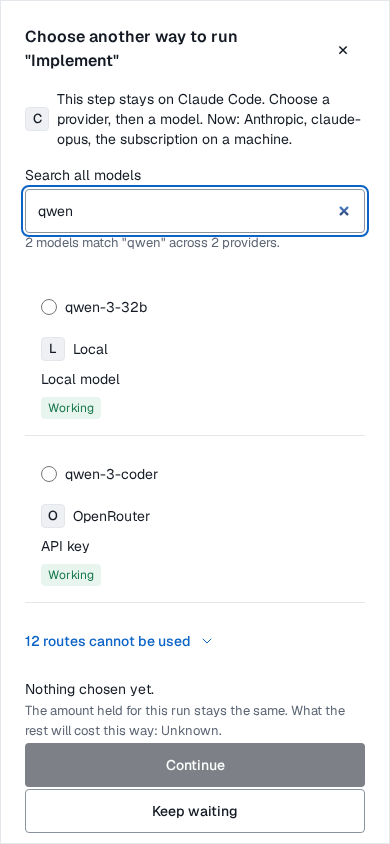 Choose another way to run
"Implement"
C
This step stays on Claude Code. Choose a
provider, then a model. Now: Anthropic, claude-
opus, the subscription on a machine.
Search all models
qwen
2 models match "qwen" across 2 providers.
qwen-3-32b
L Local
Local model
Working
qwen-3-coder
O OpenRouter
API key
Working
12 routes cannot be used
Nothing chosen yet.
The amount held for this run stays the same. What the
rest will cost this way: Unknown.
Continue
Keep waiting